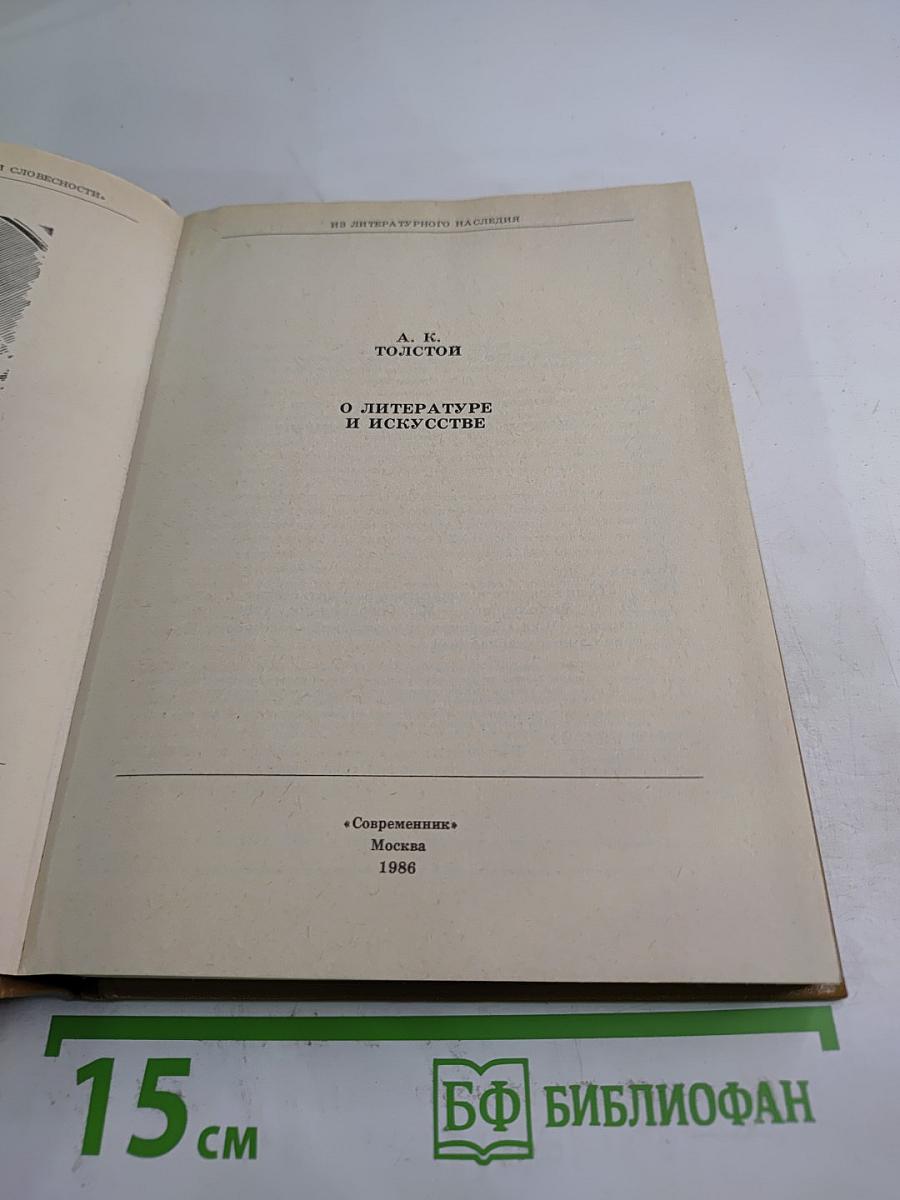 СЛОВЕСНОСТИ»
ИЗ ЛИТЕРАТУРНОГО НАСЛЕДИЯ
А. К.
ТОЛСТОЙ
О ЛИТЕРАТУРЕ
И ИСКУССТВЕ
«Современник»
Москва
1986
15 см
БФ БИБЛИОФАН